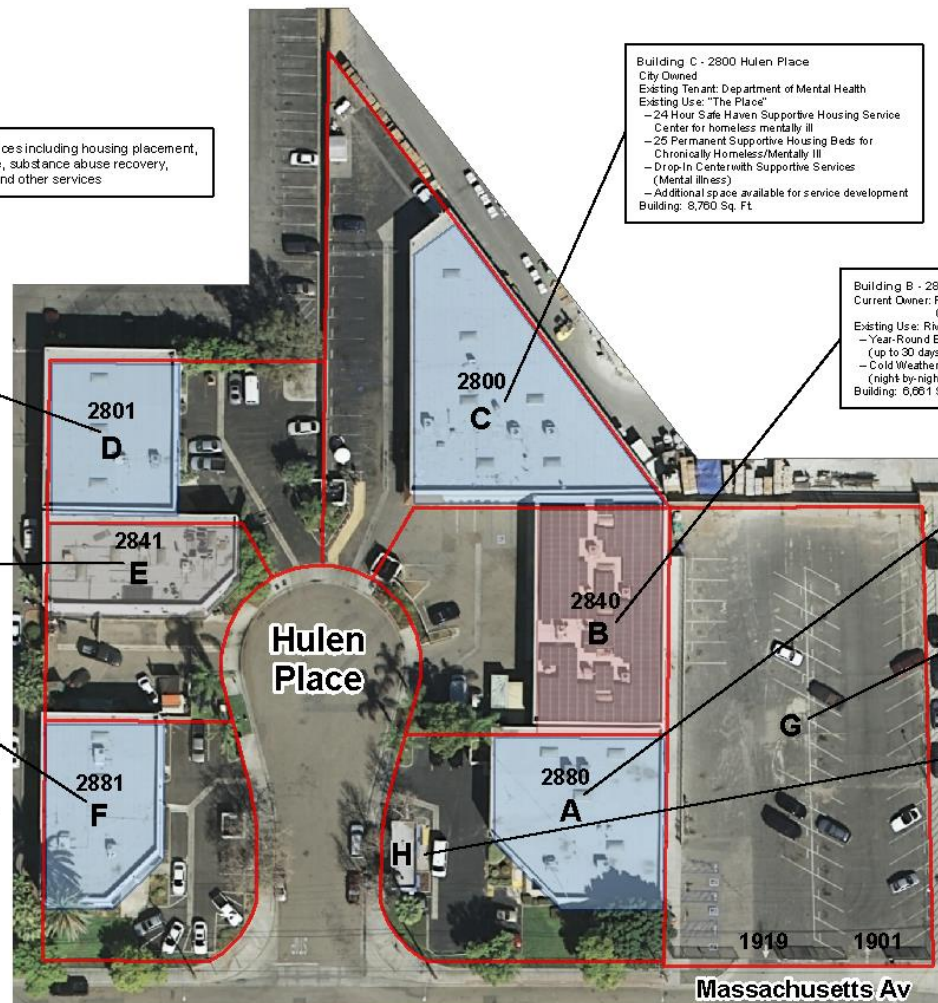 Building C - 2800 Hulen Place
City Owned
Existing Tenant: Department of Mental Health
Existing Use: "The Place"
– 24 Hour Safe Haven Supportive Housing Service
Center for homeless mentally ill
– 25 Permanent Supportive Housing Beds for
Chronically Homeless/Mentally Ill
– Drop-In Center with Supportive Services
(Mental illness)
– Additional space available for service development
Building: 8,760 Sq. Ft.
ces including housing placement,
e, substance abuse recovery,
nd other services
Building B - 28
Current Owner: R
(
Existing Use: Riv
– Year-Round E
(up to 30 days
– Cold Weather
(night-by-nigh
Building: 6,661 S
2800
C
2801
D
2841
E
2840
B
Hulen
Place
G
2881
F
2880
A
H
1919
1901
Massachusetts Av